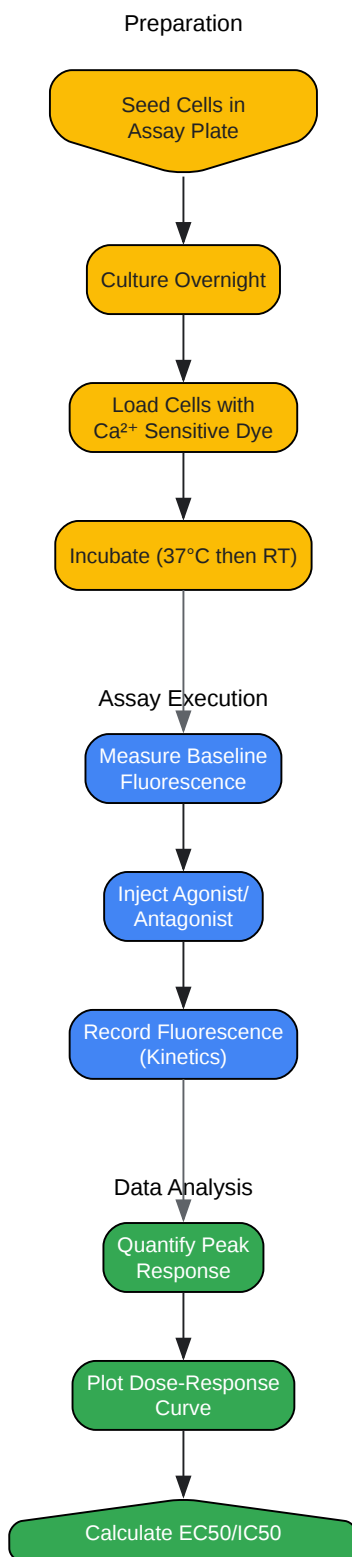 Preparation
Seed Cells in
Assay Plate
Culture Overnight
Load Cells with
Ca²⁺ Sensitive Dye
Incubate (37°C then RT)
Assay Execution
Measure Baseline
Fluorescence
Inject Agonist/
Antagonist
Record Fluorescence
(Kinetics)
Data Analysis
Quantify Peak
Response
Plot Dose-Response
Curve
Calculate EC50/IC50